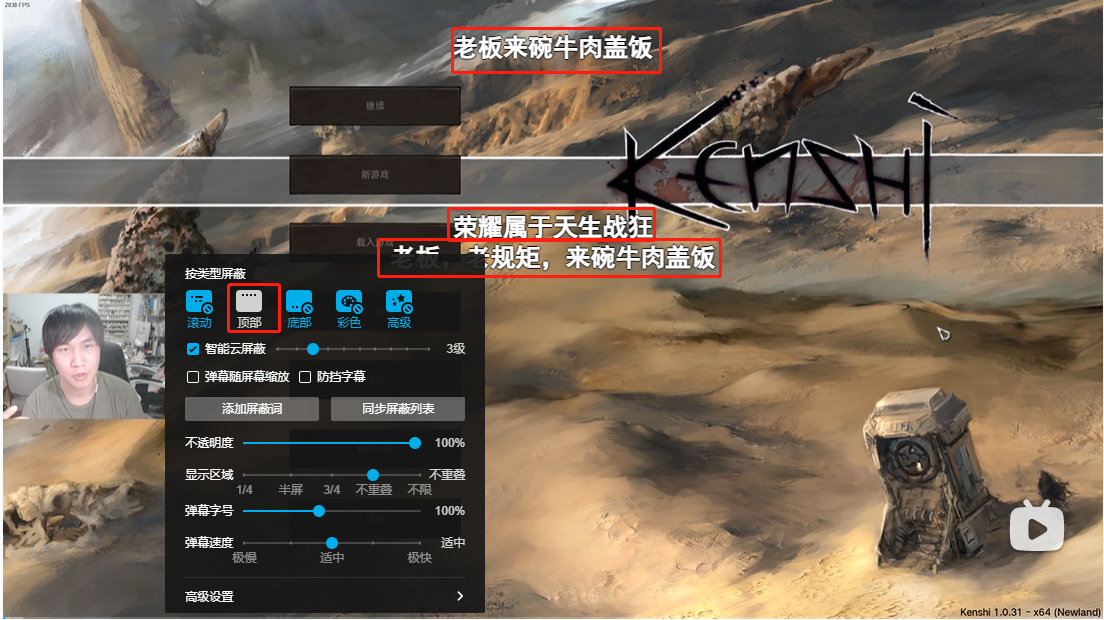 2038 FPS
老板来碗牛肉盖饭
继续
KENSHI
新游戏
荣耀属于天生战狂
载入游戏
老板，老规矩，来碗牛肉盖饭
按类型屏蔽
滚动 顶部 底部 彩色 高级
智能云屏蔽 3级
弹幕随屏幕缩放 防挡字幕
添加屏蔽词 同步屏蔽列表
不透明度 100%
显示区域 不重叠
1/4 半屏 3/4 不重叠 不限
弹幕字号 100%
弹幕速度 适中
极慢 适中 极快
高级设置
Kenshi 1.0.31 - x64 (Newland)